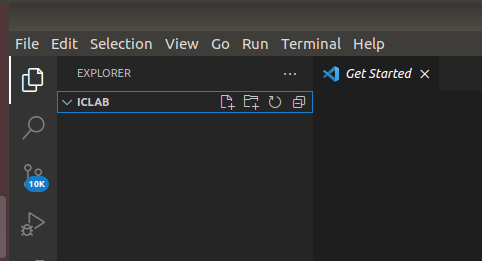 File Edit Selection View Go Run Terminal Help
EXPLORER ...
Get Started
ICLAB
10K